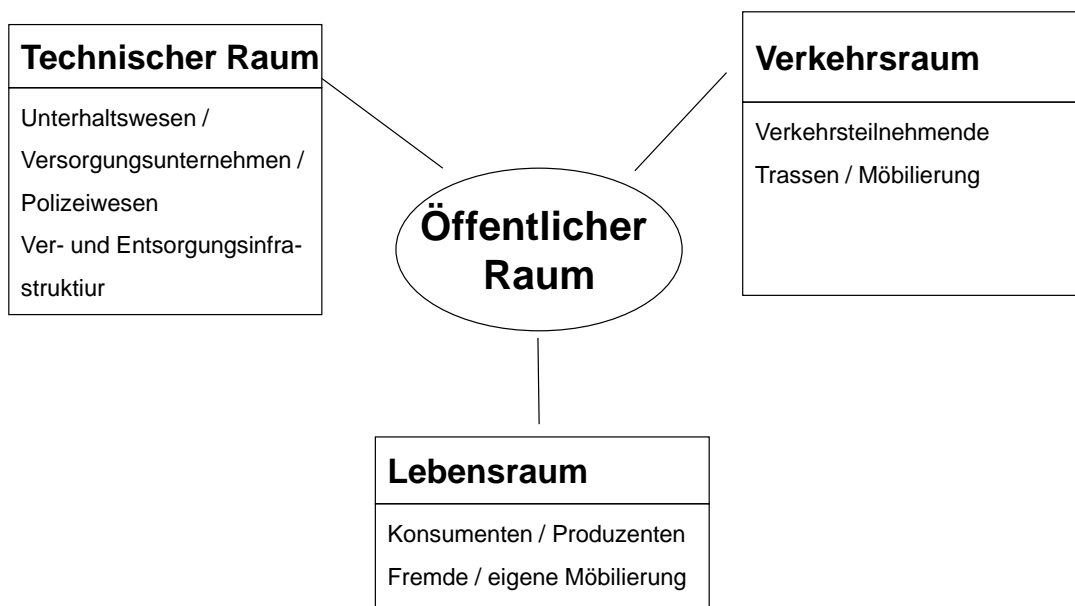 Technischer Raum
Unterhaltswesen /
Versorgungsunternehmen /
Polizeiwesen
Ver- und Entsorgungsinfra-
struktiur
Verkehrsraum
Verkehrsteilnehmende
Trassen / Möbilierung
Öffentlicher
Raum
Lebensraum
Konsumenten / Produzenten
Fremde / eigene Möbilierung